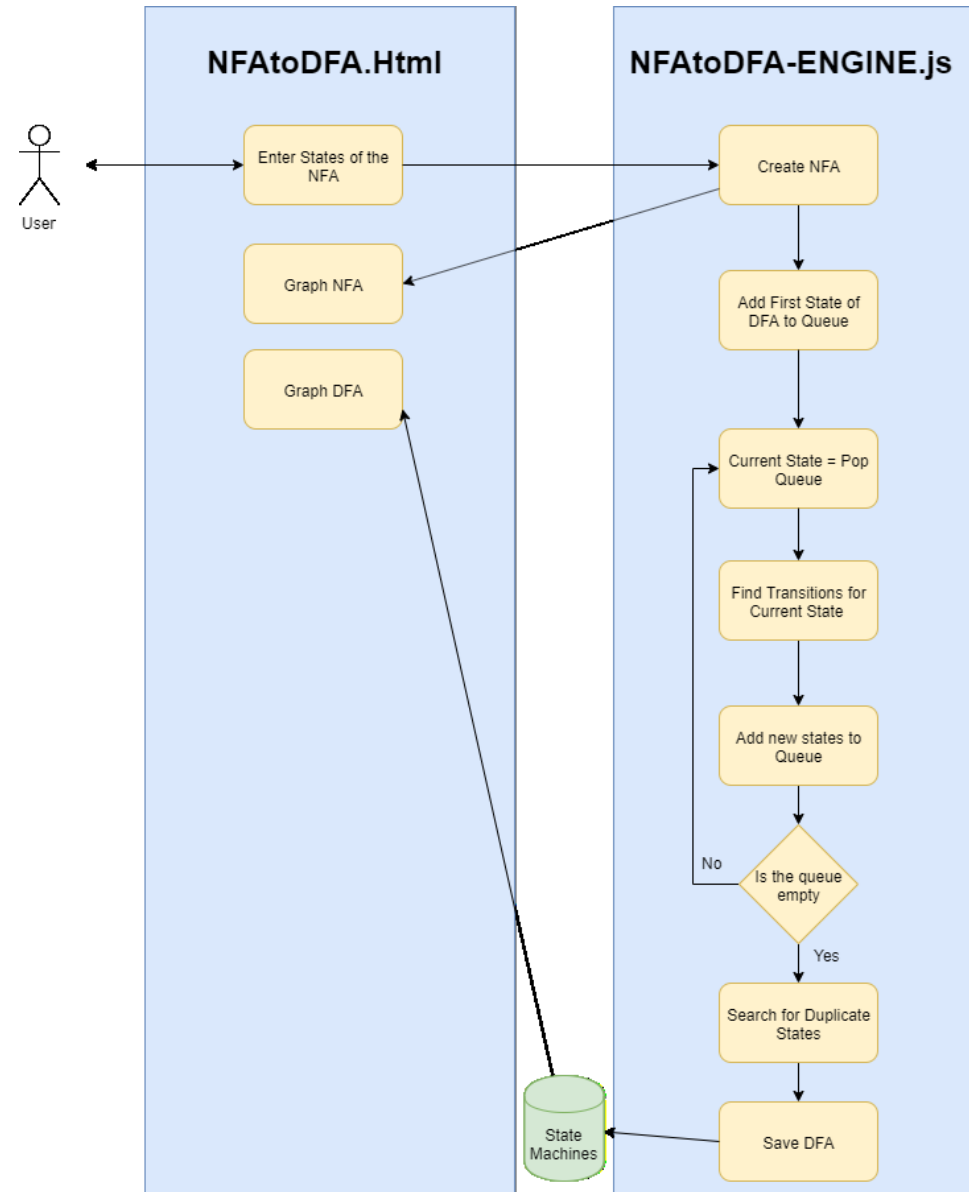 NFAtoDFA.Html
NFAtoDFA-ENGINE.js
User
Enter States of the
NFA
Graph NFA
Graph DFA
Create NFA
Add First State of
DFA to Queue
Current State = Pop
Queue
Find Transitions for
Current State
Add new states to
Queue
No
Is the queue
empty
Yes
Search for Duplicate
States
Save DFA
State
Machines